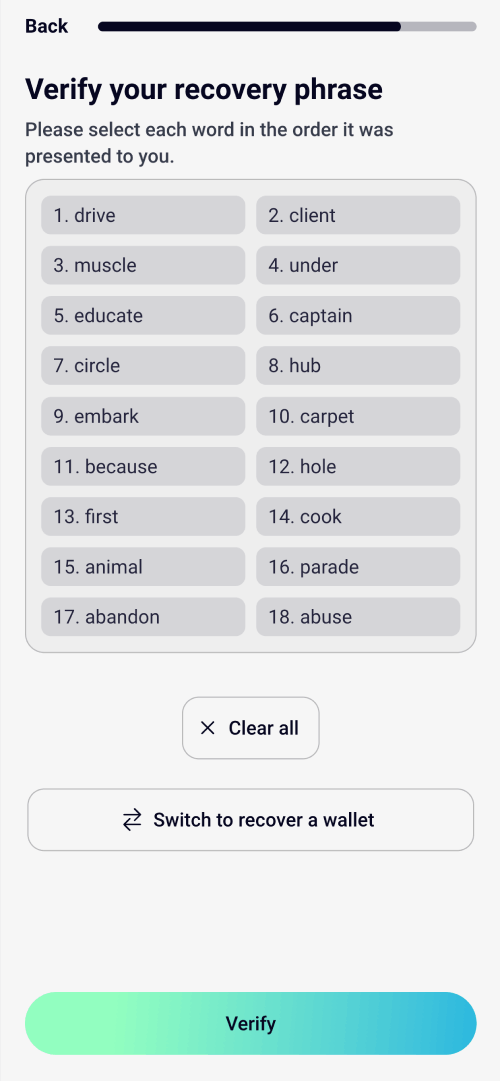 Back
Verify your recovery phrase
Please select each word in the order it was
presented to you.
1. drive
2. client
3. muscle
4. under
5. educate
6. captain
7. circle
8. hub
9. embark
10. carpet
11. because
12. hole
13. first
14. cook
15. animal
16. parade
17. abandon
18. abuse
Clear all
Switch to recover a wallet
Verify